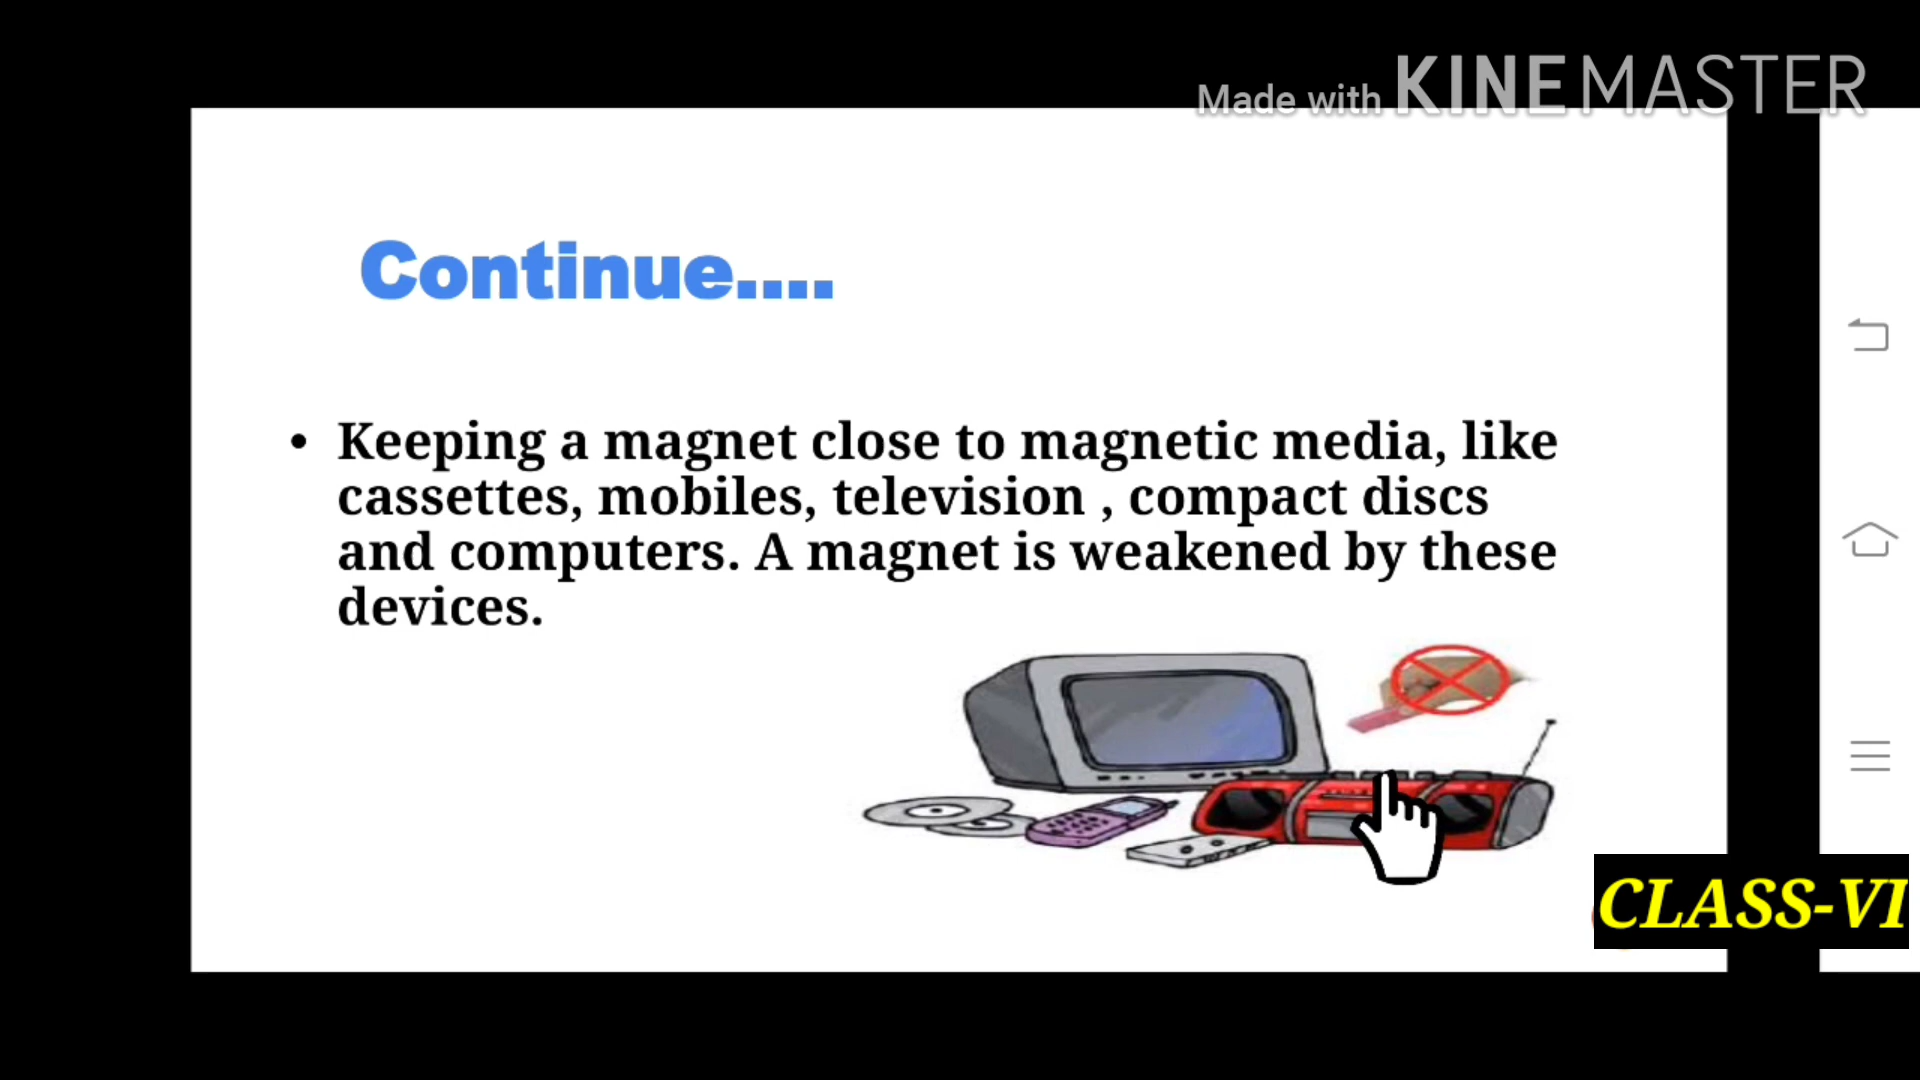 Made with KINEMASTER
Continue....
• Keeping a magnet close to magnetic media, like
cassettes, mobiles, television , compact discs
and computers. A magnet is weakened by these
devices.
CLASS-VI